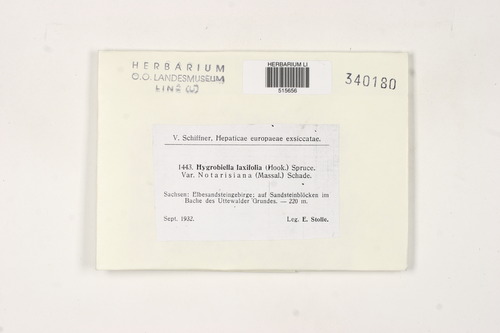 HERBARIUM
O.Ö. LANDESMUSEUM
LINZ (LI)
HERBARIUM LI
515656
340180
V. Schiffner, Hepaticae europaeae exsiccatae.
1443. Hygrobiella laxifolia (Hook.) Spruce.
Var. Notarisiana (Massal.) Schade.
Sachsen: Elbesandsteingebirge; auf Sandsteinblöcken im
Bache des Uttewalder Grundes. — 220 m.
Sept. 1932.
Leg. E. Stolle.